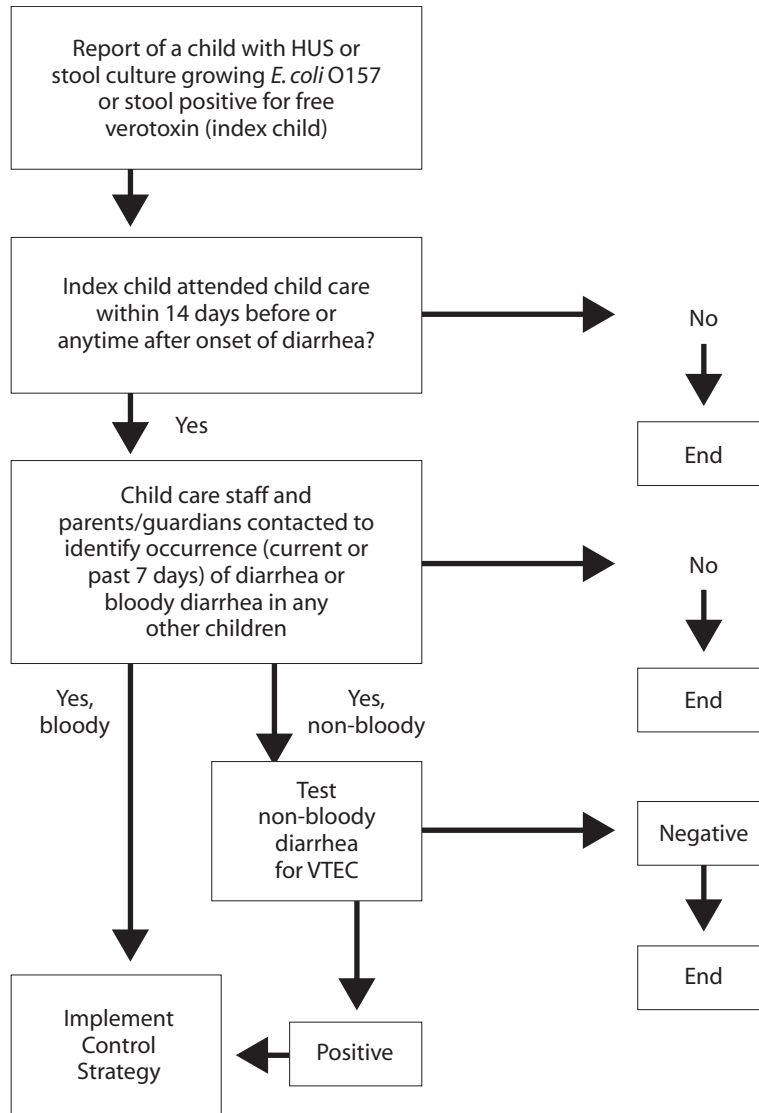 Report of a child with HUS or
stool culture growing E. coli O157
or stool positive for free
verotoxin (index child)
Index child attended child care
within 14 days before or
anytime after onset of diarrhea?
No
Yes
End
Child care staff and
parents/guardians contacted to
identify occurrence (current or
past 7 days) of diarrhea or
bloody diarrhea in any
other children
No
End
Yes,
bloody
Yes,
non-bloody
Test
non-bloody
diarrhea
for VTEC
Negative
End
Implement
Control
Strategy
Positive